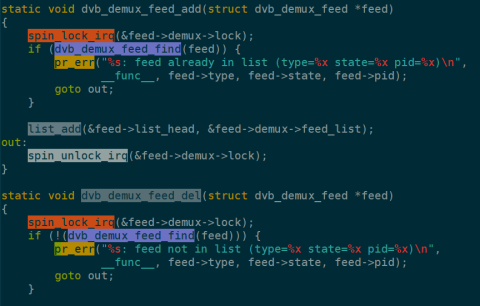 static void dvb_demux_feed_add(struct dvb_demux_feed *feed)
{
spin_lock_irq(&feed->demux->lock);
if (dvb_demux_feed_find(feed)) {
pr_err("%s: feed already in list (type=%x state=%x pid=%x)\n",
__func__, feed->type, feed->state, feed->pid);
goto out;
}
list_add(&feed->list_head, &feed->demux->feed_list);
out:
spin_unlock_irq(&feed->demux->lock);
}
static void dvb_demux_feed_del(struct dvb_demux_feed *feed)
{
spin_lock_irq(&feed->demux->lock);
if (!(dvb_demux_feed_find(feed))) {
pr_err("%s: feed not in list (type=%x state=%x pid=%x)\n",
__func__, feed->type, feed->state, feed->pid);
goto out;
}